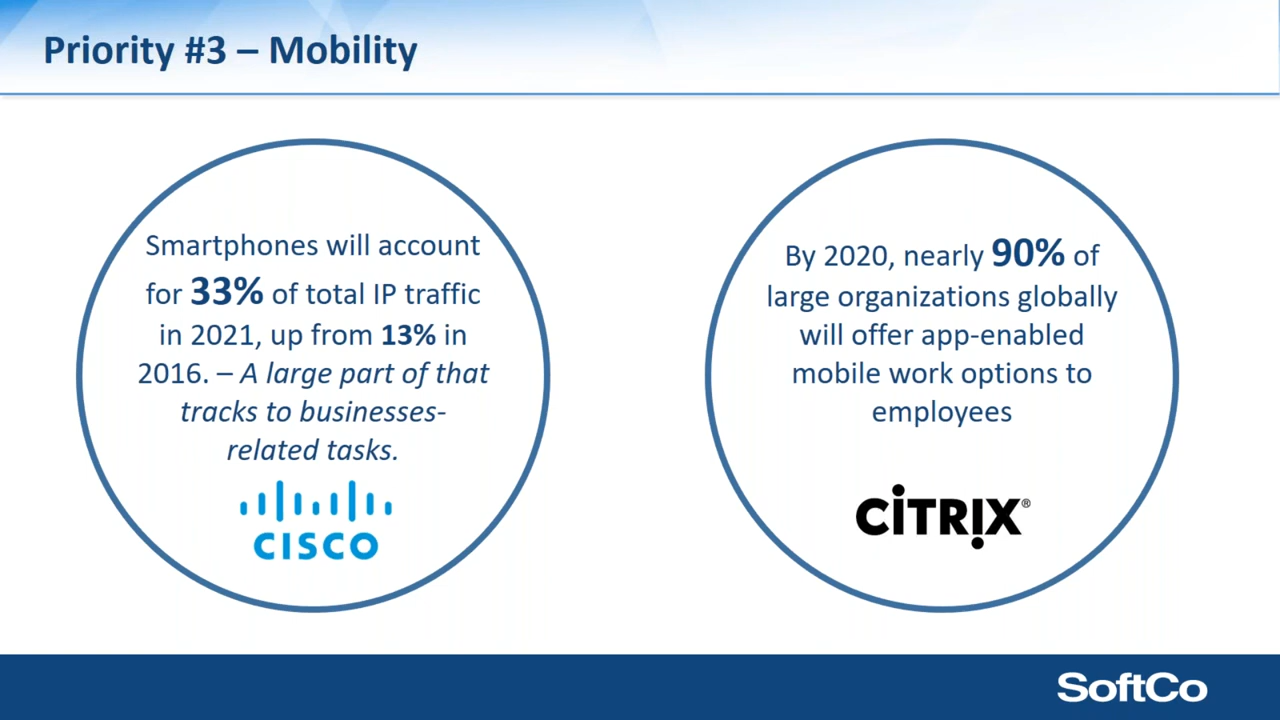 Priority #3 – Mobility
Smartphones will account
for 33% of total IP traffic
in 2021, up from 13% in
2016. – A large part of that
tracks to businesses-
related tasks.
CISCO
By 2020, nearly 90% of
large organizations globally
will offer app-enabled
mobile work options to
employees
CİTRIX®
SoftCo